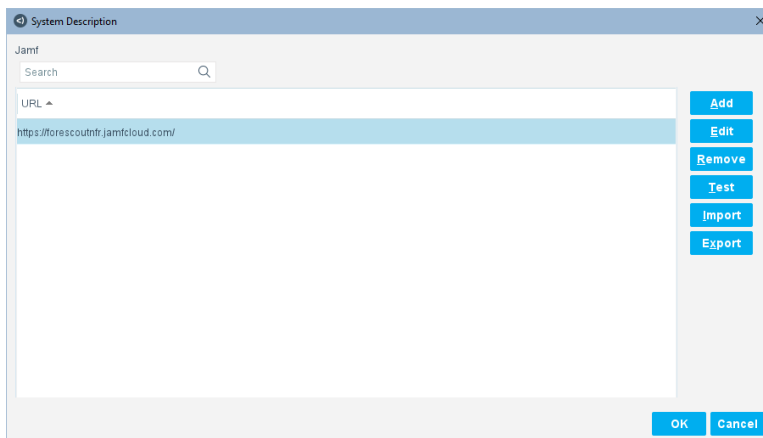 System Description
Jamf
Search
URL
https://forescoutnfr.jamfcloud.com/
Add
Edit
Remove
Test
Import
Export
OK Cancel